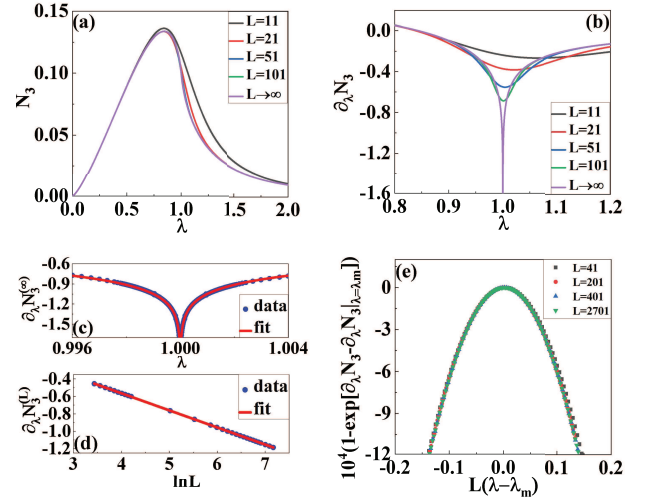 (a)
N₃
0.15
0.10
0.05
0.00
0.0
0.5
1.0
1.5
2.0
λ
L=11
L=21
L=51
L=101
L→∞
(b)
∂λN₃
0.0
-0.4
-0.8
-1.2
-1.6
0.8
0.9
1.0
1.1
1.2
λ
L=11
L=21
L=51
L=101
L→∞
(c)
∂λN₃^(∞)
-0.6
-0.9
-1.2
-1.5
0.996
1.000
1.004
λ
data
fit
(d)
∂λN₃^(L)
-0.4
-0.6
-0.8
-1.0
-1.2
3
4
5
6
7
8
lnL
data
fit
(e)
10⁴(1-exp[∂λN₃-∂λN₃|λ=λm])
0
-3
-6
-9
-12
-0.2
-0.1
0.0
0.1
0.2
L(λ−λm)
L=41
L=201
L=401
L=2701